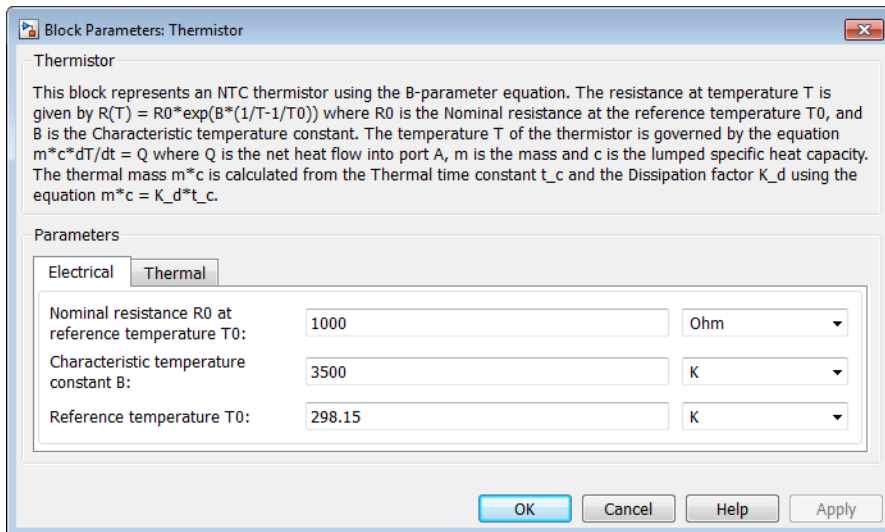 Block Parameters: Thermistor
Thermistor
This block represents an NTC thermistor using the B-parameter equation. The resistance at temperature T is
given by R(T) = R0*exp(B*(1/T-1/T0)) where R0 is the Nominal resistance at the reference temperature T0, and
B is the Characteristic temperature constant. The temperature T of the thermistor is governed by the equation
m*c*dT/dt = Q where Q is the net heat flow into port A, m is the mass and c is the lumped specific heat capacity.
The thermal mass m*c is calculated from the Thermal time constant t_c and the Dissipation factor K_d using the
equation m*c = K_d*t_c.
Parameters
Electrical Thermal
Nominal resistance R0 at
reference temperature T0: 1000 Ohm
Characteristic temperature
constant B: 3500 K
Reference temperature T0: 298.15 K
OK Cancel Help Apply